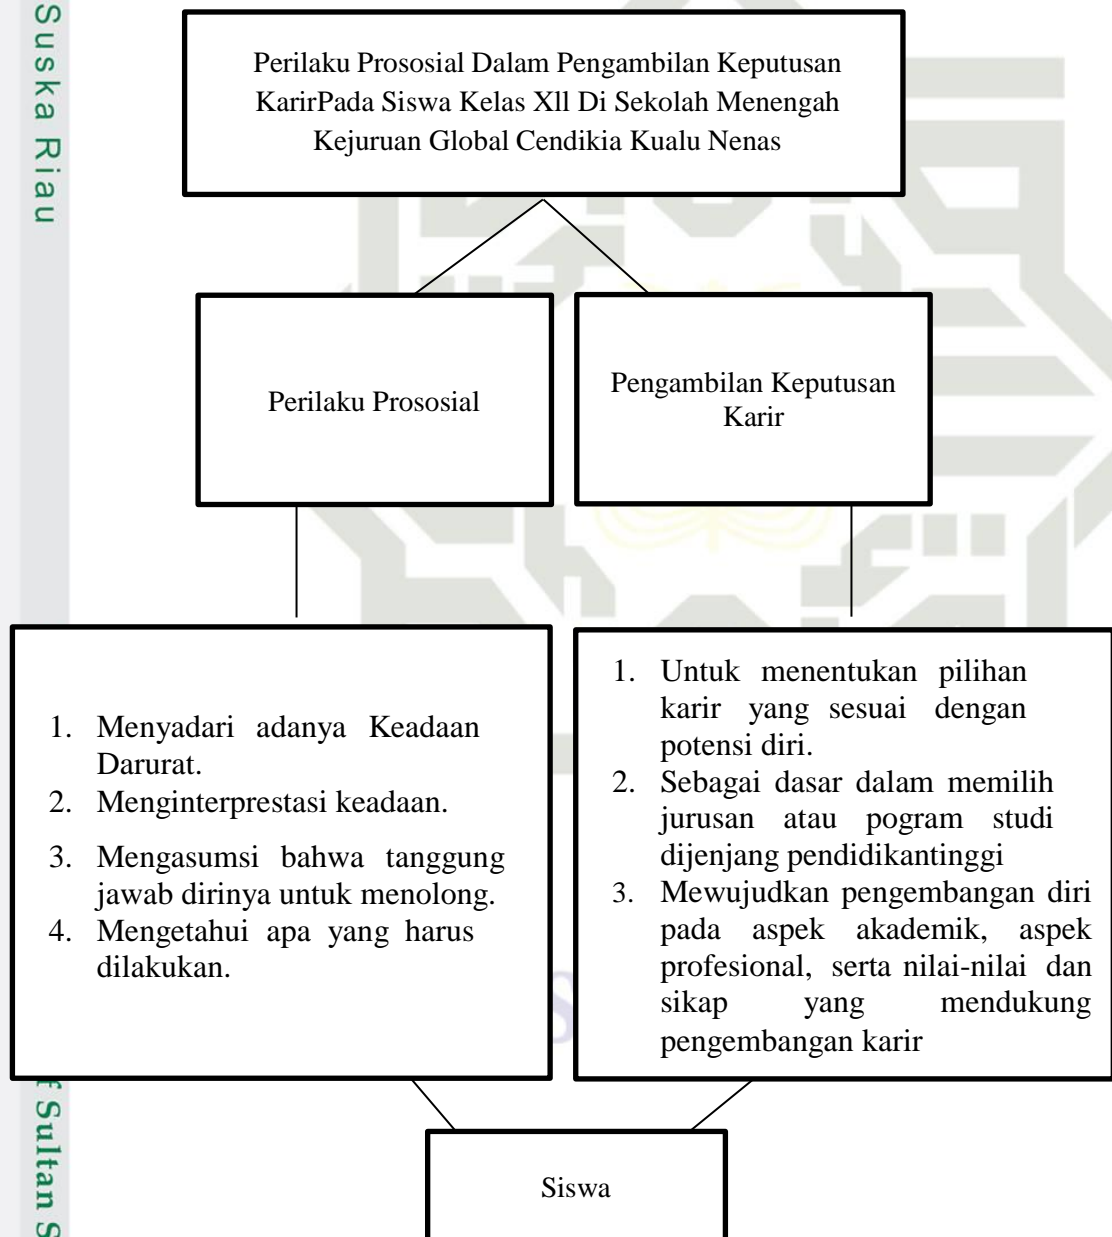 Suska Riau
Perilaku Prososial Dalam Pengambilan Keputusan
KarirPada Siswa Kelas Xll Di Sekolah Menengah
Kejuruan Global Cendikia Kualu Nenas
Perilaku Prososial
Pengambilan Keputusan
Karir
1. Menyadari adanya Keadaan
Darurat.
2. Menginterprestasi keadaan.
3. Mengasumsi bahwa tanggung
jawab dirinya untuk menolong.
4. Mengetahui apa yang harus
dilakukan.
1. Untuk menentukan pilihan
karir yang sesuai dengan
potensi diri.
2. Sebagai dasar dalam memilih
jurusan atau pogram studi
dijenjang pendidikantinggi
3. Mewujudkan pengembangan diri
pada aspek akademik, aspek
profesional, serta nilai-nilai dan
sikap yang mendukung
pengembangan karir
f Sultan S
Siswa